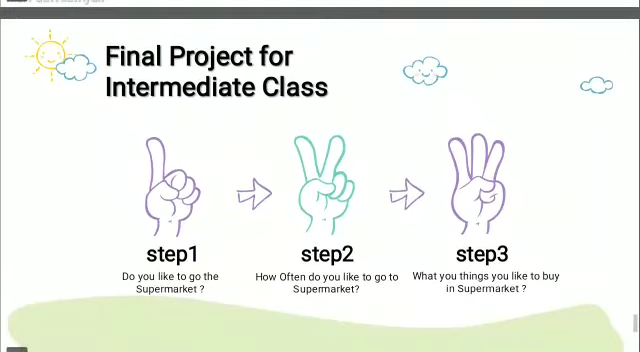 Final Project for
Intermediate Class
step1
Do you like to go the
Supermarket ?
step2
How Often do you like to go to
Supermarket?
step3
What you things you like to buy
in Supermarket ?